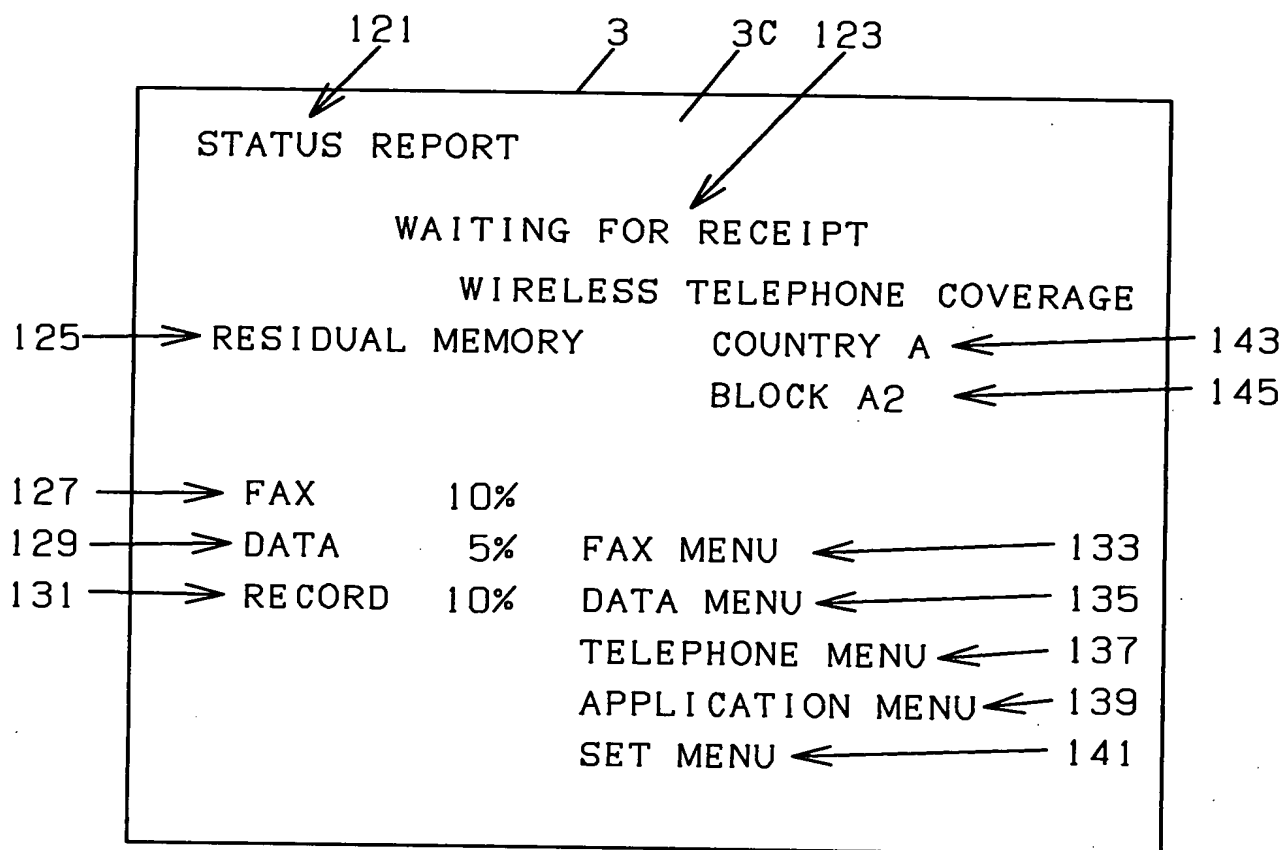 121 3 3C 123
STATUS REPORT
WAITING FOR RECEIPT
WIRELESS TELEPHONE COVERAGE
125 RESIDUAL MEMORY COUNTRY A 143
BLOCK A2 145
127 FAX 10%
129 DATA 5% FAX MENU 133
131 RECORD 10% DATA MENU 135
TELEPHONE MENU 137
APPLICATION MENU 139
SET MENU 141